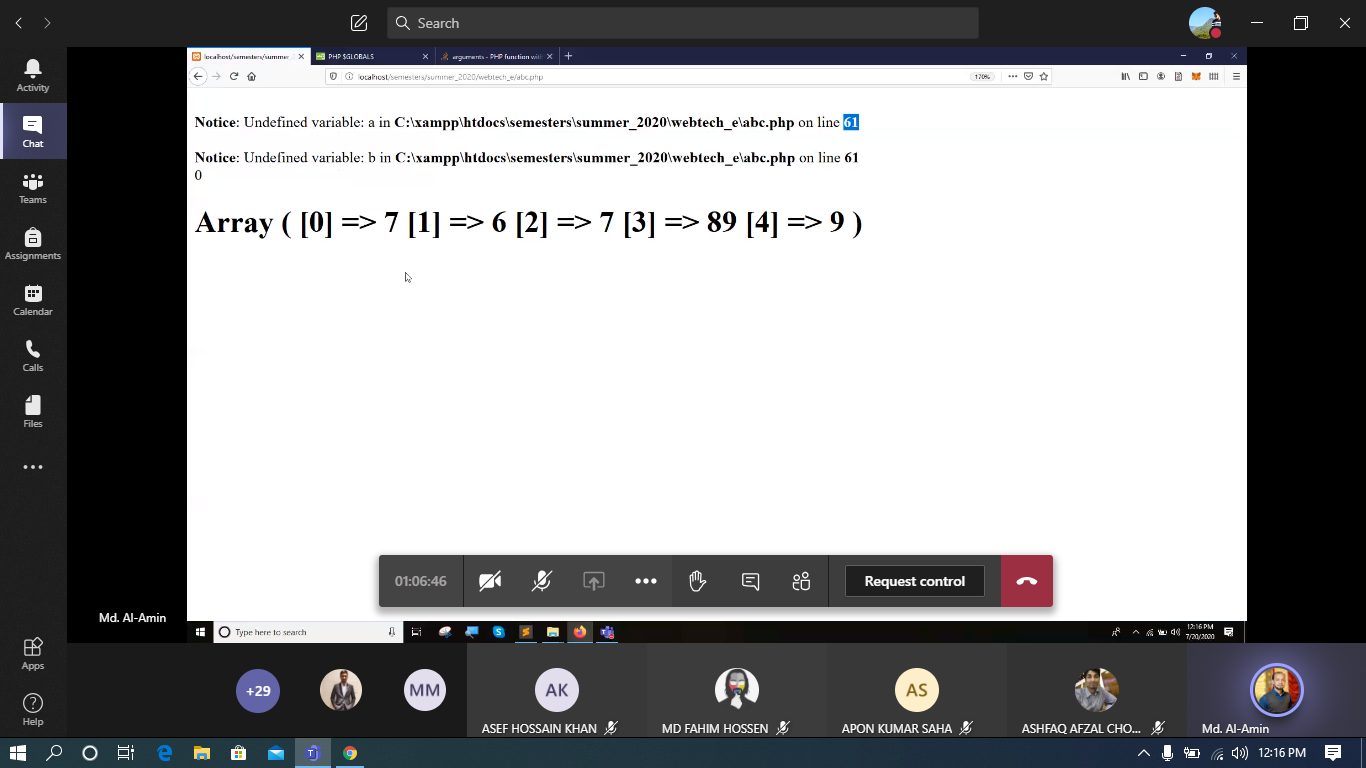 Search
Activity
Chat
Teams
Assignments
Calendar
Calls
Files
Apps
Help
localhost/semesters/summer_
PHP $GLOBALS
arguments - PHP function with
localhost/semesters/summer_2020/webtech_e/abc.php
170%
Notice: Undefined variable: a in C:\xampp\htdocs\semesters\summer_2020\webtech_e\abc.php on line 61
Notice: Undefined variable: b in C:\xampp\htdocs\semesters\summer_2020\webtech_e\abc.php on line 61
0
Array ( [0] => 7 [1] => 6 [2] => 7 [3] => 89 [4] => 9 )
01:06:46
Request control
Md. Al-Amin
Type here to search
12:16 PM
7/20/2020
+29
MM
AK
AS
ASEF HOSSAIN KHAN
MD FAHIM HOSSEN
APON KUMAR SAHA
ASHFAQ AFZAL CHO...
Md. Al-Amin
12:16 PM